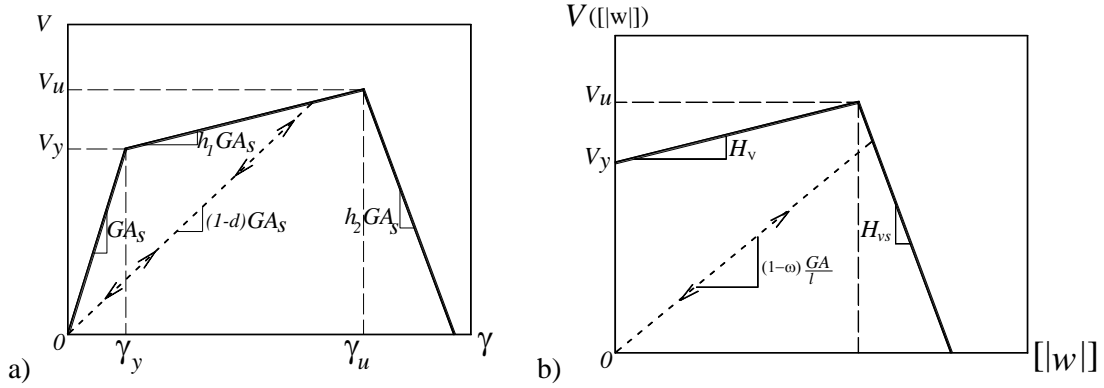 V
Vu
Vy
h₁GAs
GAs
(1-d)GAs
h₂GAs
0
γy
γu
γ
a)
V([|w|])
Vu
Vy
Hv
Hvs
(1−ω) GA/l
0
[|w|]
b)